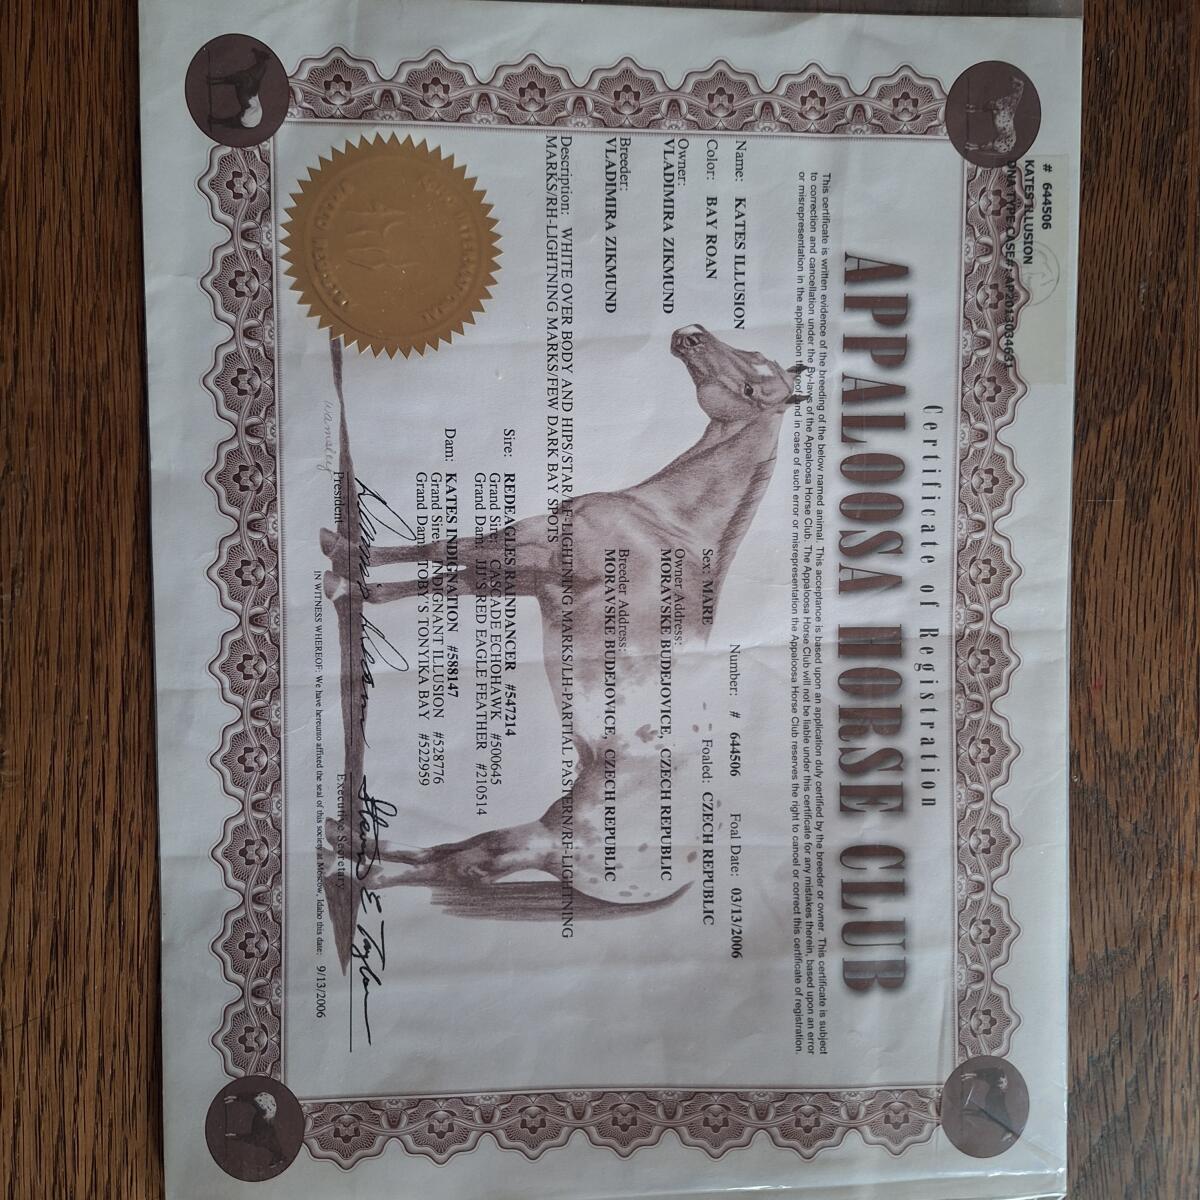 # 644506
KATES ILLUSION
DNA TYPE CASE# AP201303463
Certificate of Registration
APPALOOSA HORSE CLUB
This certificate is written evidence of the breeding of the below named animal. This acceptance is based upon an application duly certified by the breeder or owner. This certificate is subject
to correction and cancellation under the By-laws of the Appaloosa Horse Club. The Appaloosa Horse Club will not be liable under this certificate for any mistakes therein, based upon an error
or misrepresentation in the application thereof and in case of such error or misrepresentation the Appaloosa Horse Club reserves the right to cancel or correct this certificate of registration.
Name: KATES ILLUSION Number: # 644506 Foal Date: 03/13/2006
Color: BAY ROAN Sex: MARE Foaled: CZECH REPUBLIC
Owner: Owner Address:
VLADIMIRA ZIKMUND MORAVSKE BUDEJOVICE, CZECH REPUBLIC
Breeder: Breeder Address:
VLADIMIRA ZIKMUND MORAVSKE BUDEJOVICE, CZECH REPUBLIC
Description: WHITE OVER BODY AND HIPS/STAR/LF-LIGHTNING MARKS/LH-PARTIAL PASTERN/RF-LIGHTNING
MARKS/RH-LIGHTNING MARKS/FEW DARK BAY SPOTS
Sire: REDEAGLES RAINDANCER #547214
Grand Sire: CASCADE ECHOHAWK #500645
Grand Dam: JJ'S RED EAGLE FEATHER #210514
Dam: KATES INDIGNATION #588147
Grand Sire: INDIGNANT ILLUSION #528776
Grand Dam: TOBY'S TONYIKA BAY #522959
Stephen E Taylor
President Executive Secretary
IN WITNESS WHEREOF: We have hereunto affixed the seal of this society at Moscow, Idaho this date: 9/13/2006